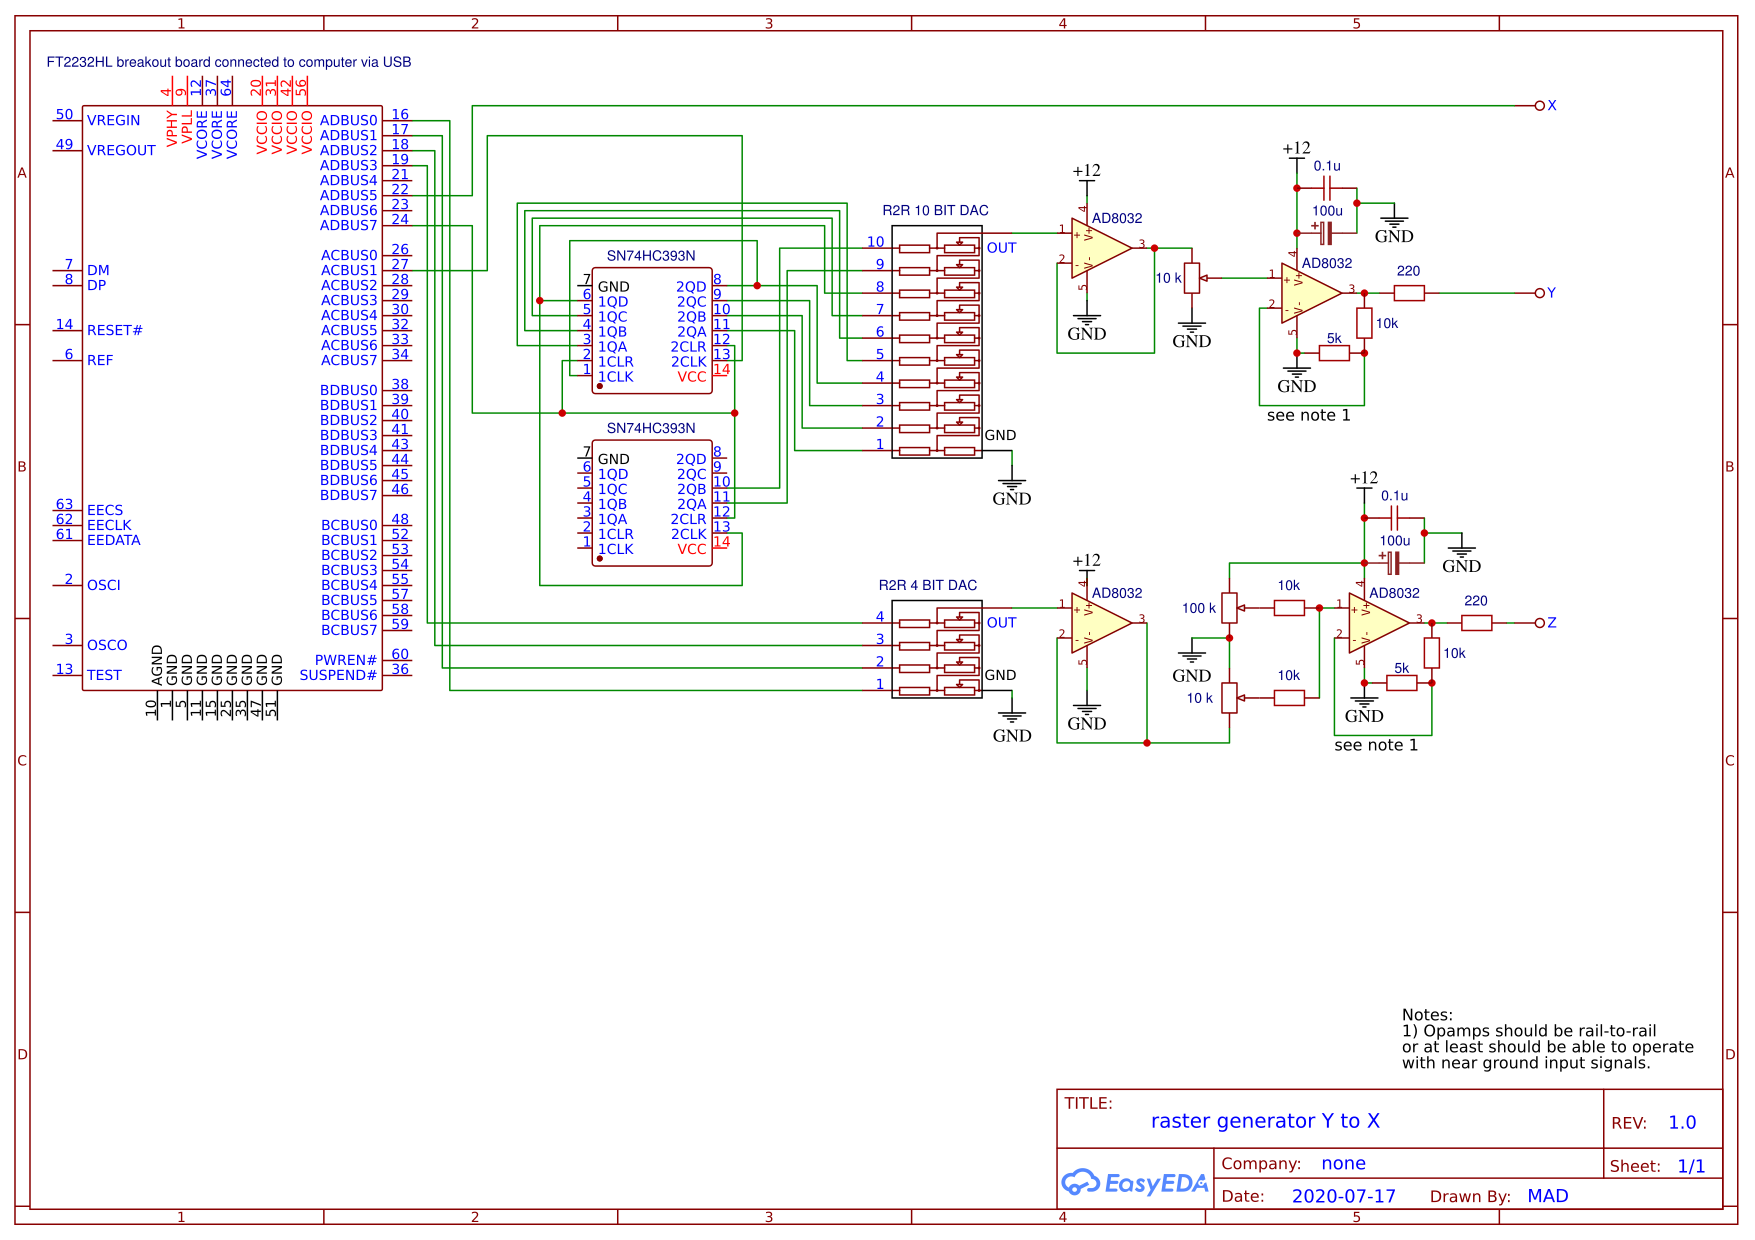 1 2 3 4 5
A
B
C
D
FT2232HL breakout board connected to computer via USB
4 9 12 37 64 20 31 42 56
VPHY VPLL VCORE VCORE VCORE VCCIO VCCIO VCCIO VCCIO
50 VREGIN
49 VREGOUT
7 DM
8 DP
14 RESET#
6 REF
63 EECS
62 EECLK
61 EEDATA
2 OSCI
3 OSCO
13 TEST
ADBUS0 16
ADBUS1 17
ADBUS2 18
ADBUS3 19
ADBUS4 21
ADBUS5 22
ADBUS6 23
ADBUS7 24
ACBUS0 26
ACBUS1 27
ACBUS2 28
ACBUS3 29
ACBUS4 30
ACBUS5 32
ACBUS6 33
ACBUS7 34
BDBUS0 38
BDBUS1 39
BDBUS2 40
BDBUS3 41
BDBUS4 43
BDBUS5 44
BDBUS6 45
BDBUS7 46
BCBUS0 48
BCBUS1 52
BCBUS2 53
BCBUS3 54
BCBUS4 55
BCBUS5 57
BCBUS6 58
BCBUS7 59
PWREN# 60
SUSPEND# 36
AGND GND GND GND GND GND GND GND GND
10 1 5 11 15 25 35 47 51
SN74HC393N
7 GND 2QD 8
6 1QD 2QC 9
5 1QC 2QB 10
4 1QB 2QA 11
3 1QA 2CLR 12
2 1CLR 2CLK 13
1 1CLK VCC 14
SN74HC393N
7 GND 2QD 8
6 1QD 2QC 9
5 1QC 2QB 10
4 1QB 2QA 11
3 1QA 2CLR 12
2 1CLR 2CLK 13
1 1CLK VCC 14
R2R 10 BIT DAC
10 OUT
9
8
7
6
5
4
3
2 GND
1
GND
R2R 4 BIT DAC
4 OUT
3
2 GND
1
GND
X
+12
4
AD8032
1 + V+ 3
2 - V-
5
GND
10 k
GND
+12
0.1u
100u
+
GND
4
AD8032
1 + V+ 3
2 - V-
5
220
Y
10k
5k
GND
see note 1
+12
4
AD8032
1 + V+ 3
2 - V-
5
GND
100 k
10k
GND
10k
10 k
+12
0.1u
100u
+
GND
4
AD8032
1 + V+ 3
2 - V-
5
220
Z
10k
5k
GND
see note 1
Notes:
1) Opamps should be rail-to-rail
or at least should be able to operate
with near ground input signals.
TITLE:
raster generator Y to X
REV: 1.0
EasyEDA
Company: none
Sheet: 1/1
Date: 2020-07-17 Drawn By: MAD
A
B
C
D
1 2 3 4 5